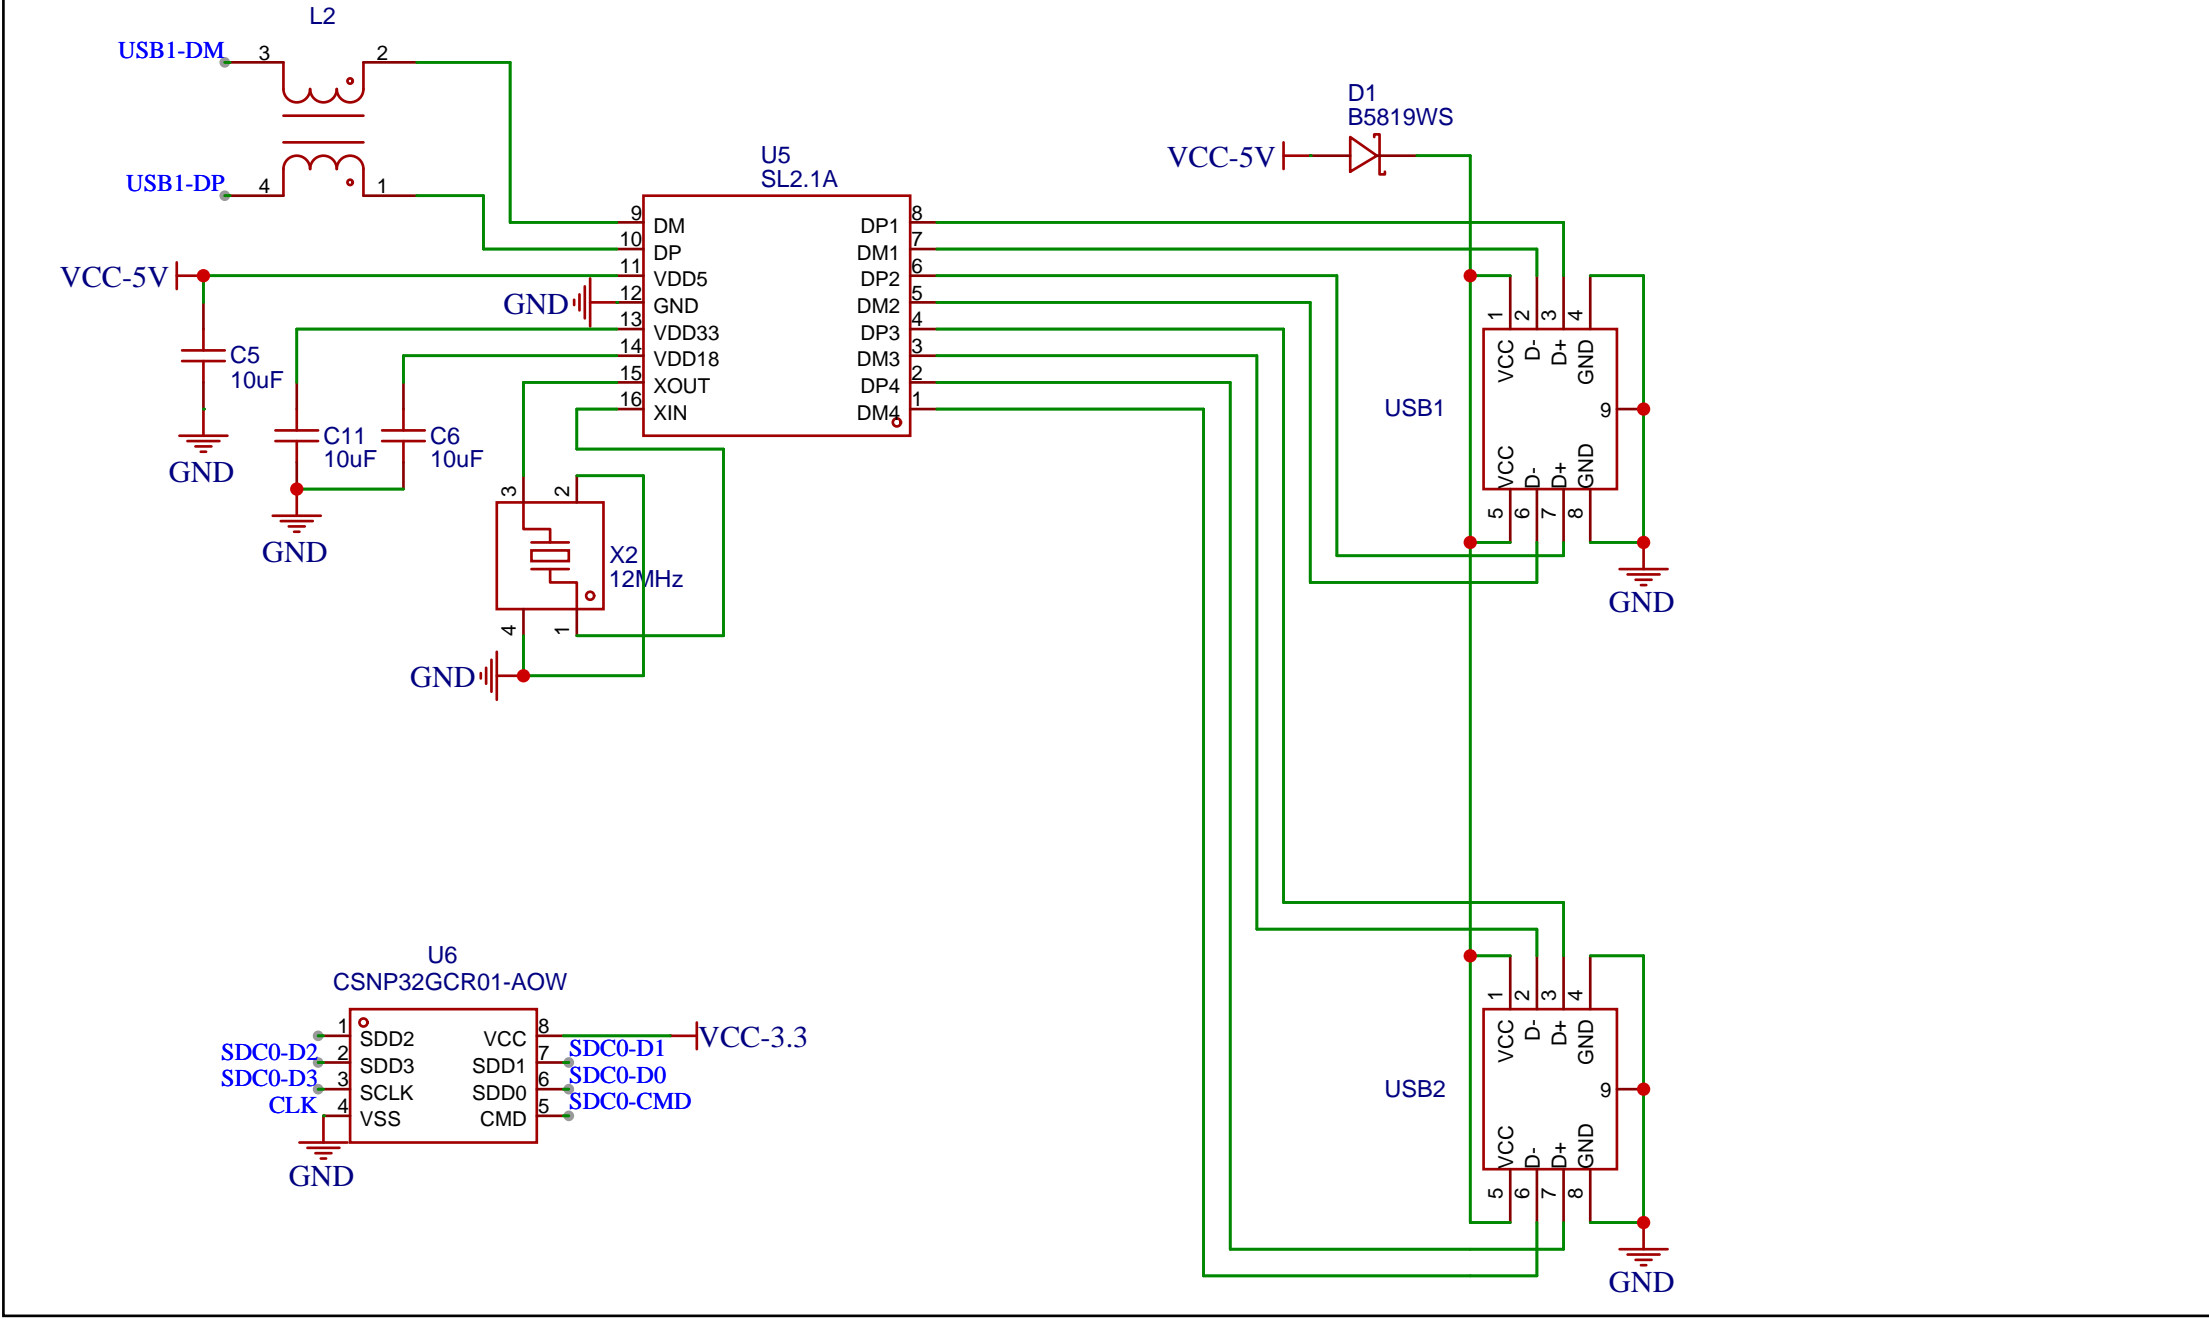 L2
USB1-DM
3
2
USB1-DP
4
1
D1
B5819WS
VCC-5V
U5
SL2.1A
9
DM
DP1
8
10
DP
DM1
7
VCC-5V
11
VDD5
DP2
6
GND
12
GND
DM2
5
13
VDD33
DP3
4
14
VDD18
DM3
3
15
XOUT
DP4
2
16
XIN
DM4
1
C5
10uF
GND
C11
10uF
C6
10uF
GND
3
2
X2
12MHz
4
1
GND
1
2
3
4
VCC
D-
D+
GND
USB1
9
VCC
D-
D+
GND
5
6
7
8
GND
U6
CSNP32GCR01-AOW
1
SDD2
VCC
8
VCC-3.3
SDC0-D2
2
SDD3
SDD1
7
SDC0-D1
SDC0-D3
3
SCLK
SDD0
6
SDC0-D0
CLK
4
VSS
CMD
5
SDC0-CMD
GND
1
2
3
4
VCC
D-
D+
GND
USB2
9
VCC
D-
D+
GND
5
6
7
8
GND